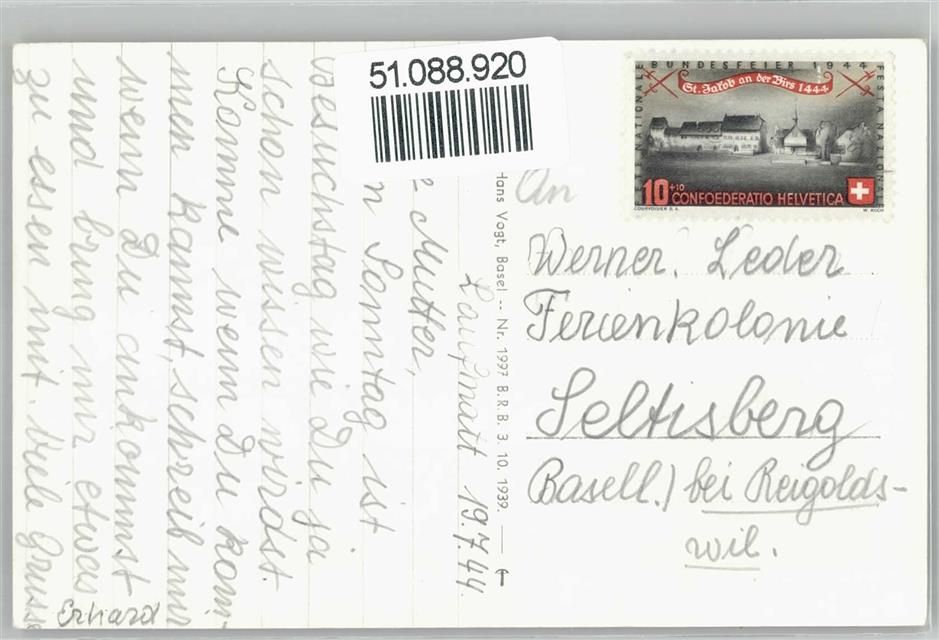 51.088.920
NATIONALE BUNDESFEIER 1944 FESTA NAZIONALE
St. Jakob an der Birs 1444
10+10
CONFOEDERATIO HELVETICA
COURVOISIER S.A.
Hans Vogt, Basel -- Nr. 1997 B.R.B. 3. 10. 1939.
An
Werner. Leder
Ferienkolonie
Seltisberg
Basell.) bei Reigolds-
wil.
19.7.44.
e Mutter,
n Sonntag ist
Besuchstag wie Du ja
schon wissen wirdst.
Komme wenn Du kom-
men kannst, schreib mir
wenn Du ankommst
und bring mir etwas
zu essen mit. Viele Grüsse
Erhard